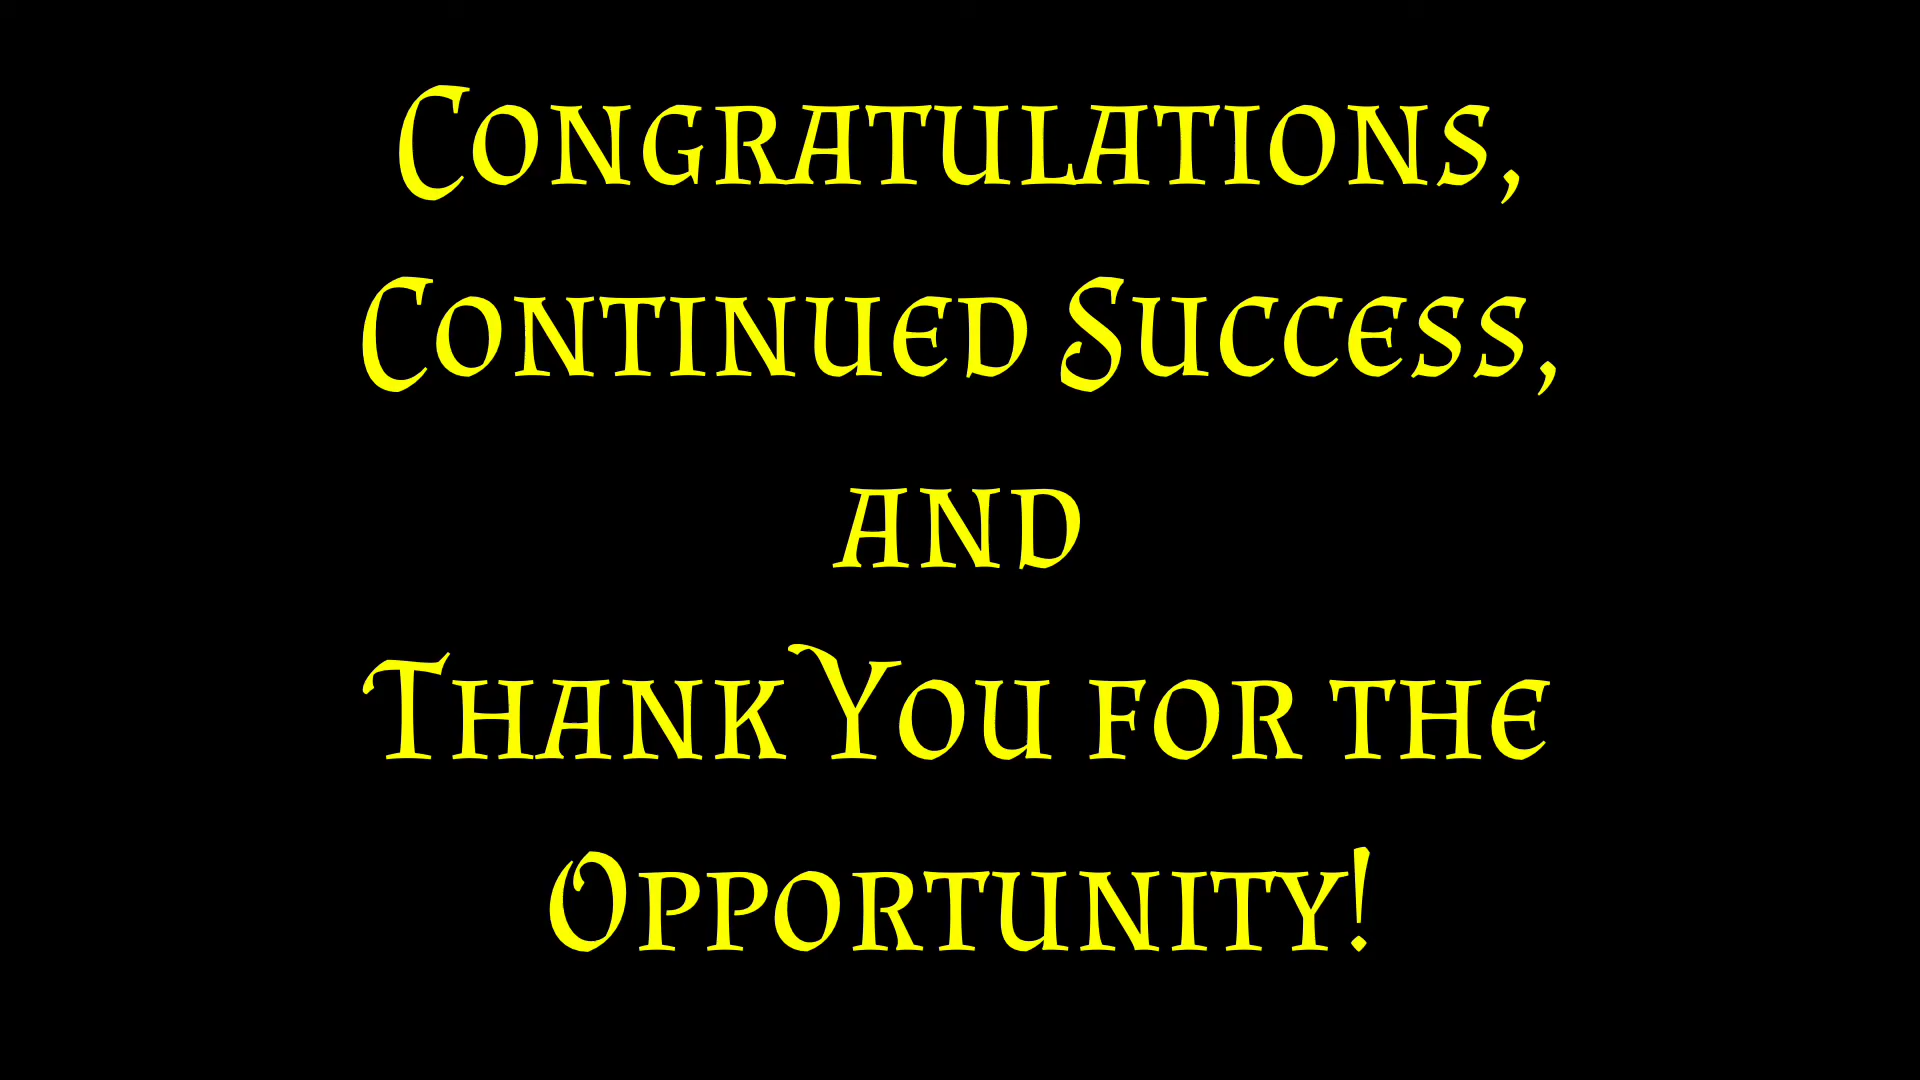 Congratulations,
Continued Success,
and
Thank You for the
Opportunity!